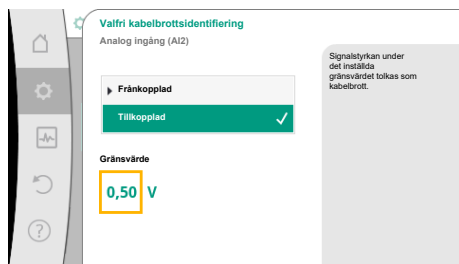 Valfri kabelbrottsidentifiering
Analog ingång (AI2)
Signalstyrkan under
det inställda
gränsvärdet tolkas som
kabelbrott.
Frånkopplad
Tillkopplad
Gränsvärde
0,50 V
?